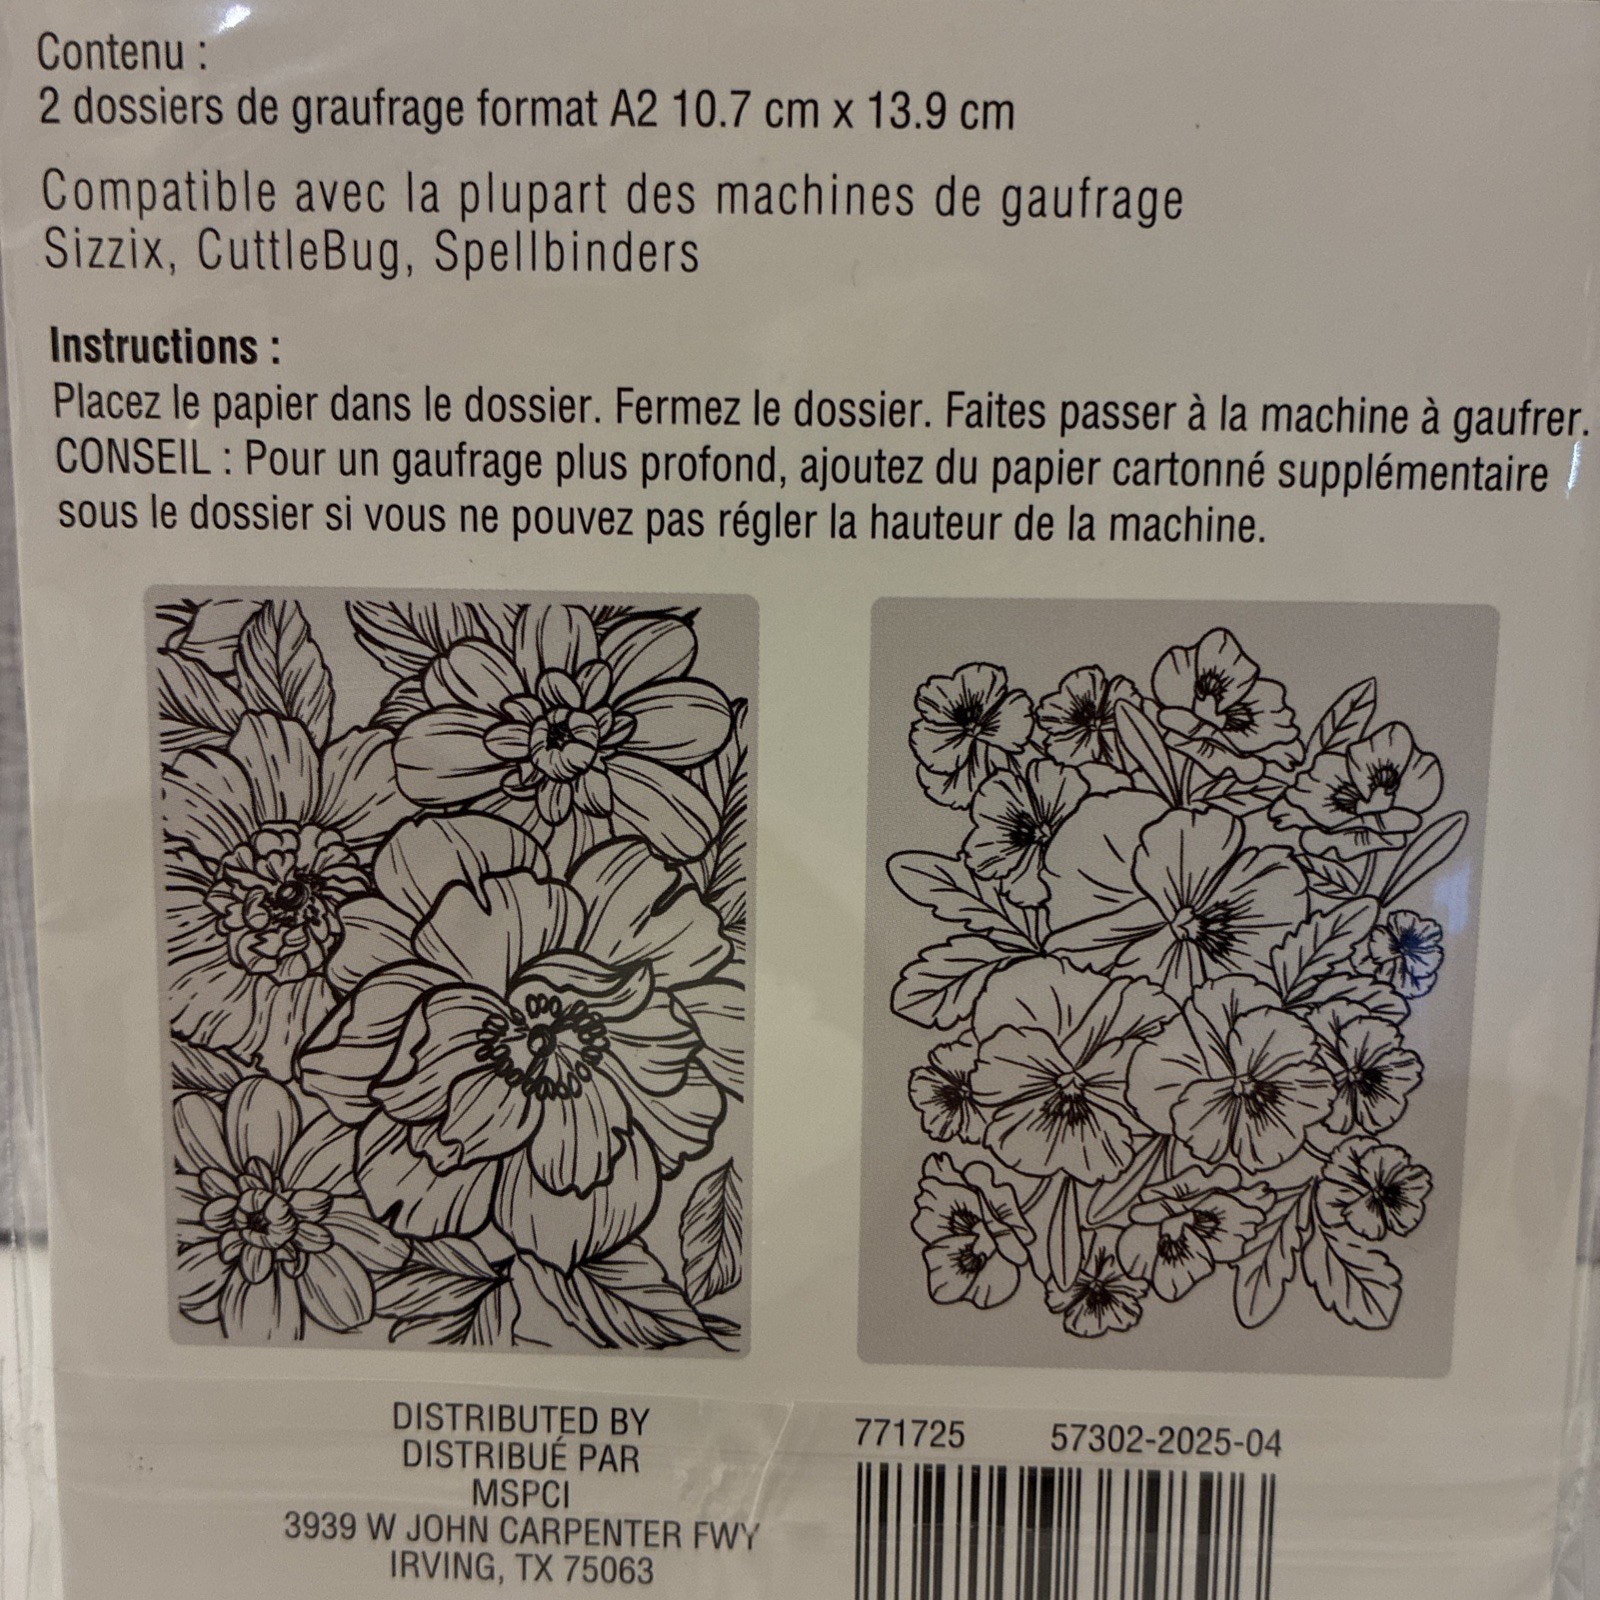 Contenu :
2 dossiers de graufrage format A2 10.7 cm x 13.9 cm
Compatible avec la plupart des machines de gaufrage
Sizzix, CuttleBug, Spellbinders
Instructions :
Placez le papier dans le dossier. Fermez le dossier. Faites passer à la machine à gaufrer.
CONSEIL : Pour un gaufrage plus profond, ajoutez du papier cartonné supplémentaire
sous le dossier si vous ne pouvez pas régler la hauteur de la machine.
DISTRIBUTED BY
DISTRIBUÉ PAR
MSPCI
3939 W JOHN CARPENTER FWY
IRVING, TX 75063
771725 57302-2025-04